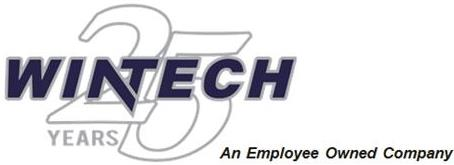 25
WINTECH
YEARS
An Employee Owned Company